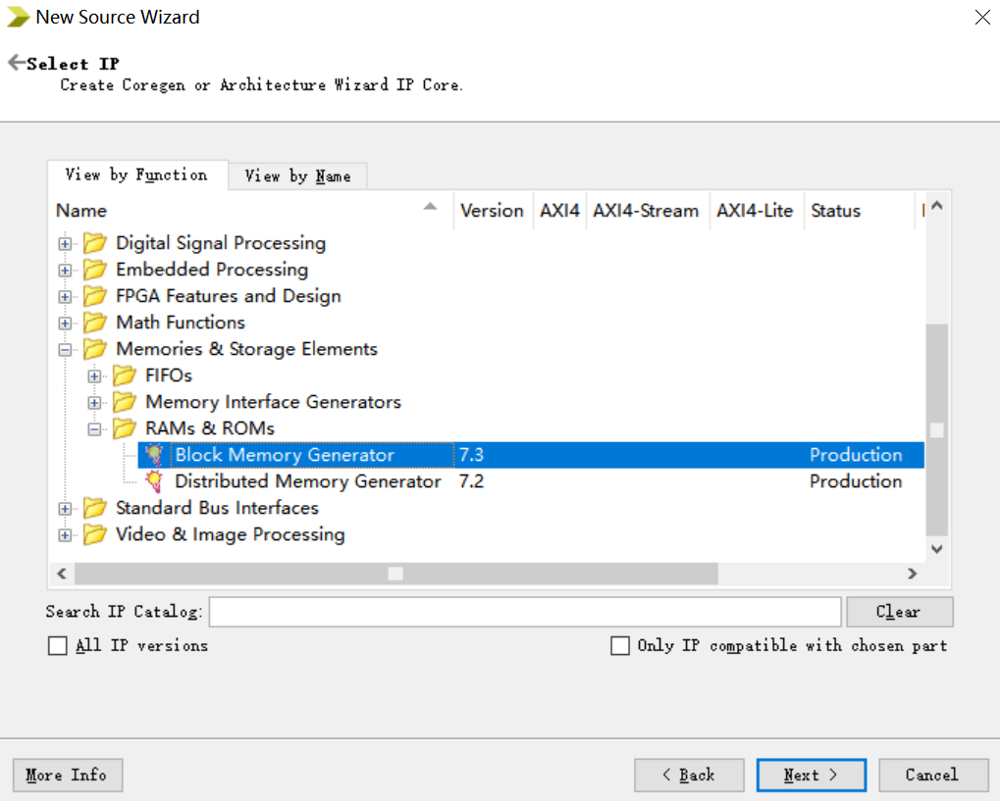 New Source Wizard
Select IP
Create Coregen or Architecture Wizard IP Core.
View by Function View by Name
Name Version AXI4 AXI4-Stream AXI4-Lite Status
Digital Signal Processing
Embedded Processing
FPGA Features and Design
Math Functions
Memories & Storage Elements
FIFOs
Memory Interface Generators
RAMs & ROMs
Block Memory Generator 7.3 Production
Distributed Memory Generator 7.2 Production
Standard Bus Interfaces
Video & Image Processing
Search IP Catalog: Clear
All IP versions Only IP compatible with chosen part
More Info < Back Next > Cancel